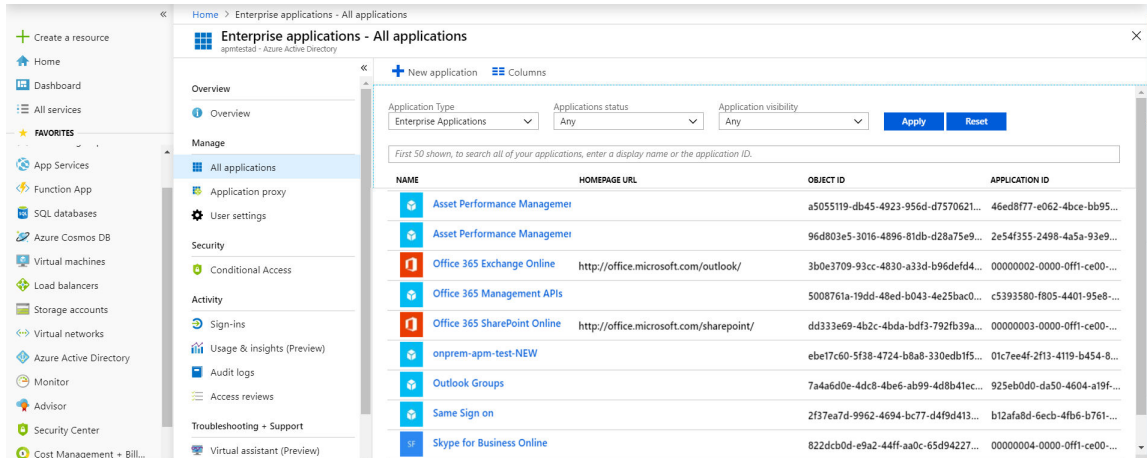 «
Create a resource
Home
Dashboard
All services
FAVORITES
App Services
Function App
SQL databases
Azure Cosmos DB
Virtual machines
Load balancers
Storage accounts
Virtual networks
Azure Active Directory
Monitor
Advisor
Security Center
Cost Management + Bill...
Home > Enterprise applications - All applications
Enterprise applications - All applications
apmtestad - Azure Active Directory
«
Overview
Overview
Manage
All applications
Application proxy
User settings
Security
Conditional Access
Activity
Sign-ins
Usage & insights (Preview)
Audit logs
Access reviews
Troubleshooting + Support
Virtual assistant (Preview)
New application Columns
Application Type Applications status Application visibility
Enterprise Applications Any Any Apply Reset
First 50 shown, to search all of your applications, enter a display name or the application ID.
NAME HOMEPAGE URL OBJECT ID APPLICATION ID
Asset Performance Managemer a5055119-db45-4923-956d-d7570621... 46ed8f77-e062-4bce-bb95...
Asset Performance Managemer 96d803e5-3016-4896-81db-d28a75e9... 2e54f355-2498-4a5a-93e9...
Office 365 Exchange Online http://office.microsoft.com/outlook/ 3b0e3709-93cc-4830-a33d-b96defd4... 00000002-0000-0ff1-ce00-...
Office 365 Management APIs 5008761a-19dd-48ed-b043-4e25bac0... c5393580-f805-4401-95e8-...
Office 365 SharePoint Online http://office.microsoft.com/sharepoint/ dd333e69-4b2c-4bda-bdf3-792fb39a... 00000003-0000-0ff1-ce00-...
onprem-apm-test-NEW ebe17c60-5f38-4724-b8a8-330edb1f5... 01c7ee4f-2f13-4119-b454-8...
Outlook Groups 7a4a6d0e-4dc8-4be6-ab99-4d8b41ec... 925eb0d0-da50-4604-a19f-...
Same Sign on 2f37ea7d-9962-4694-bc77-d4f9d413... b12afa8d-6ecb-4fb6-b761-...
SF Skype for Business Online 822dcb0d-e9a2-44ff-aa0c-65d94227... 00000004-0000-0ff1-ce00-...